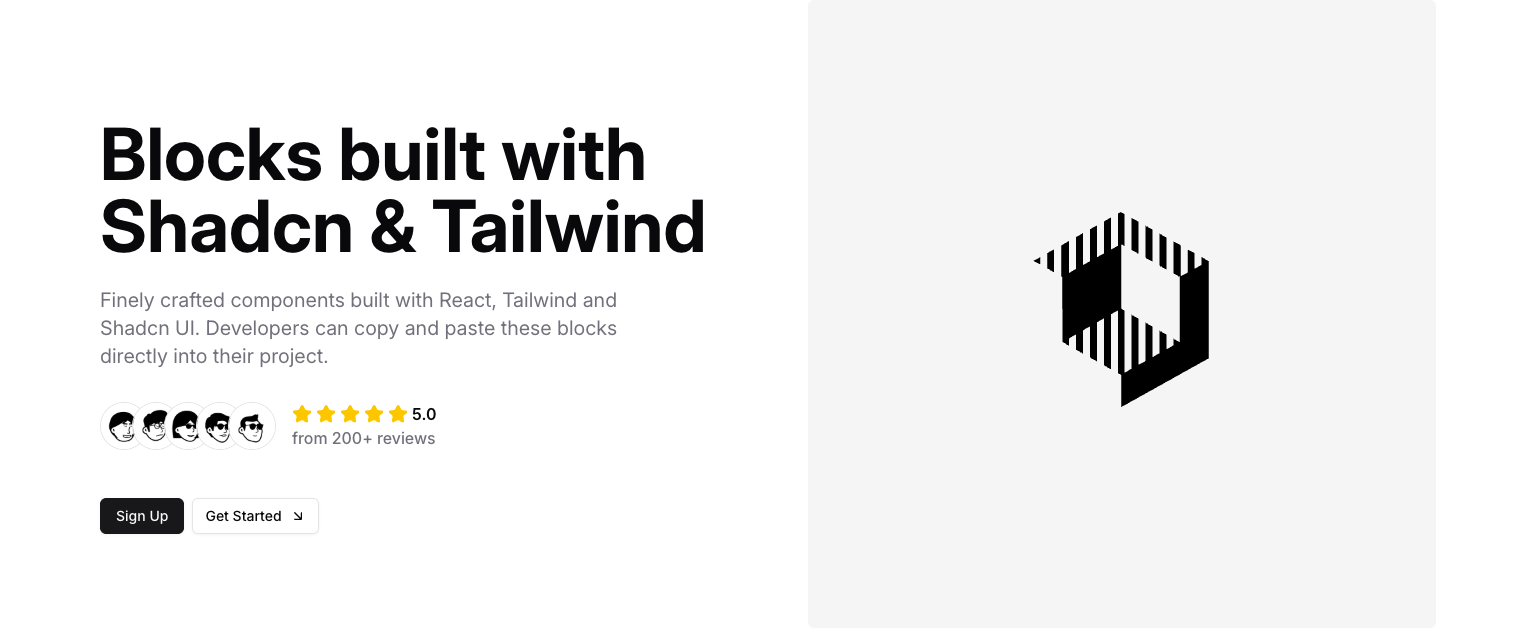 Blocks built with
Shadcn & Tailwind
Finely crafted components built with React, Tailwind and
Shadcn UI. Developers can copy and paste these blocks
directly into their project.
5.0
from 200+ reviews
Sign Up
Get Started